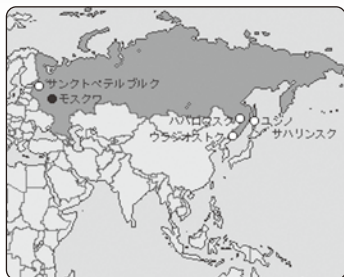 サンクトペテルブルク
モスクワ
ハバロフスク
ユジノ
サハリンスク
ウラジオストク